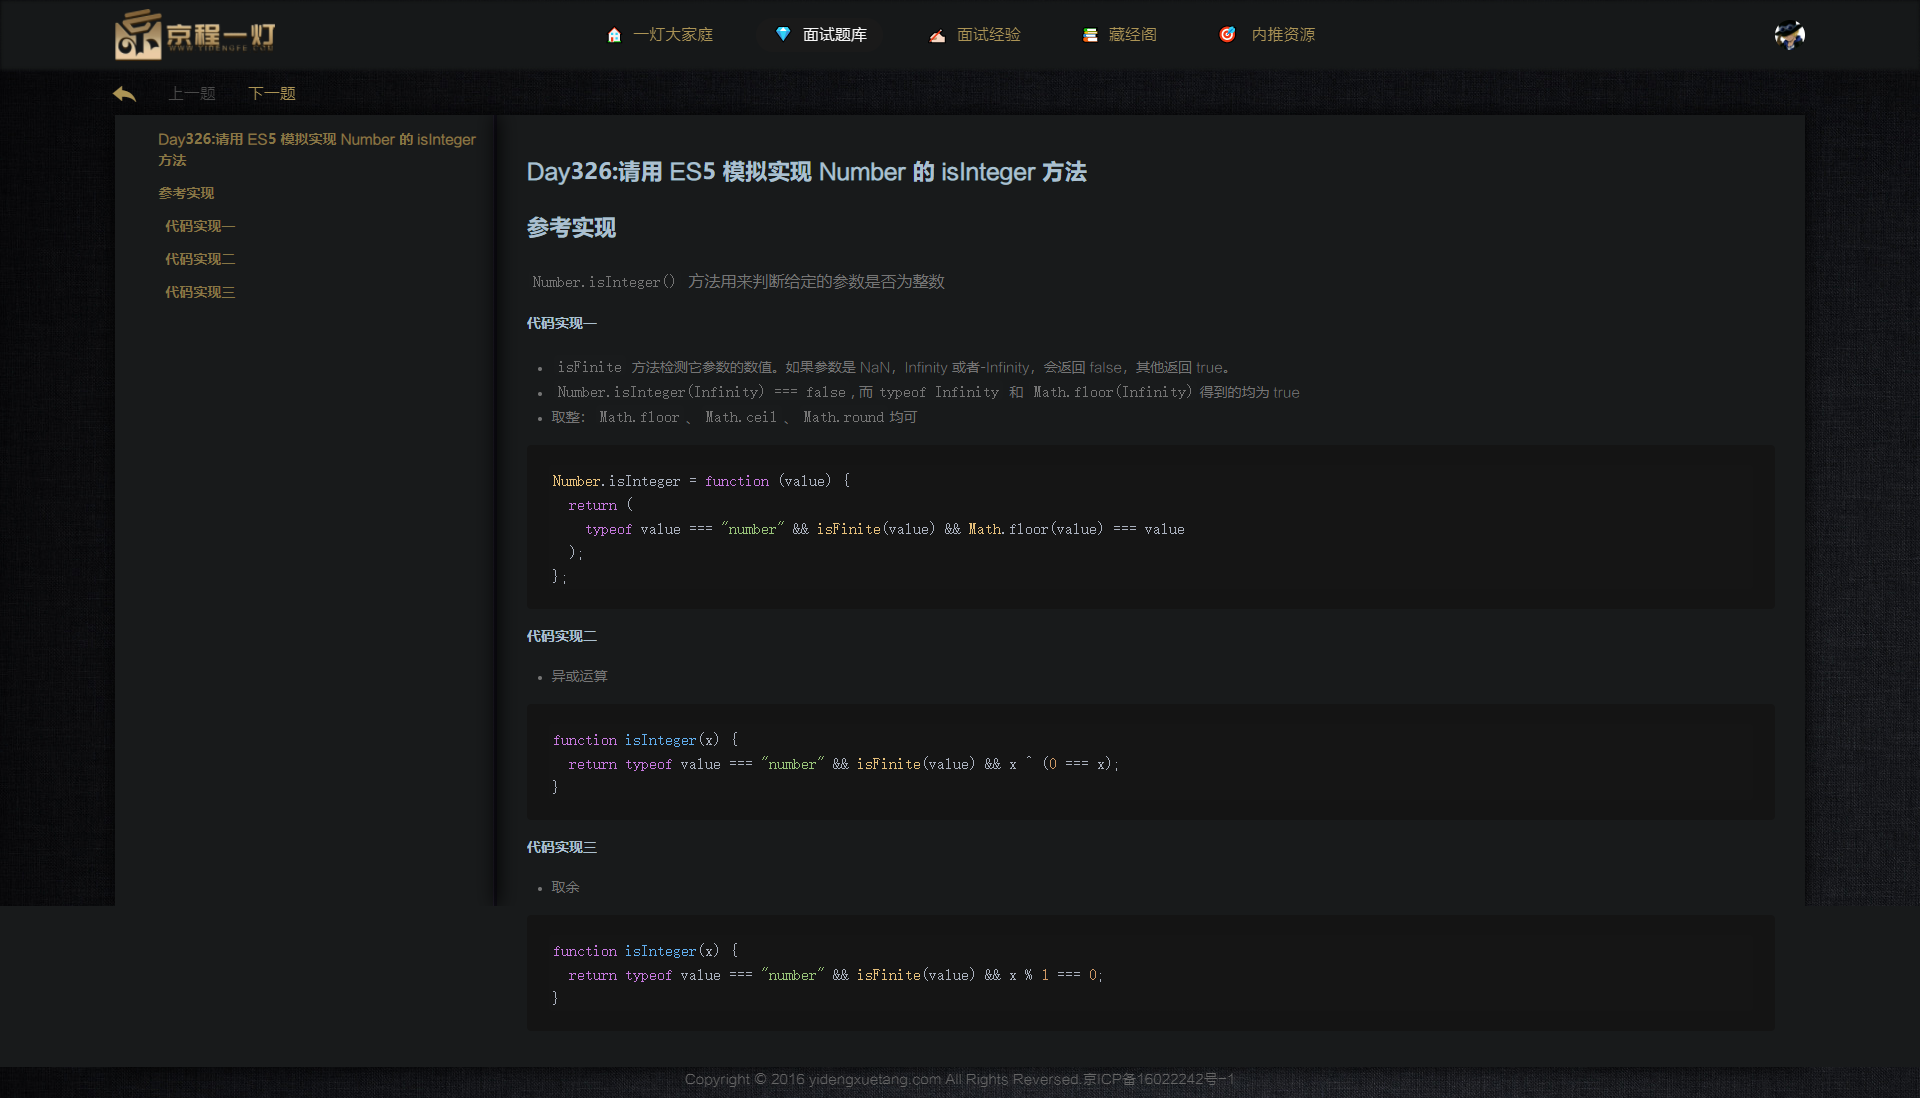 京程一灯
WWW.YIDENGFE.COM
一灯大家庭
面试题库
面试经验
藏经阁
内推资源
上一题
下一题
Day326:请用 ES5 模拟实现 Number 的 isInteger
方法
参考实现
代码实现一
代码实现二
代码实现三
Day326:请用 ES5 模拟实现 Number 的 isInteger 方法
参考实现
Number.isInteger() 方法用来判断给定的参数是否为整数
代码实现一
• isFinite 方法检测它参数的数值。如果参数是 NaN，Infinity 或者-Infinity，会返回 false，其他返回 true。
• Number.isInteger(Infinity) === false , 而 typeof Infinity 和 Math.floor(Infinity) 得到的均为 true
• 取整： Math.floor 、 Math.ceil 、 Math.round 均可
Number.isInteger = function (value) {
return (
typeof value === "number" && isFinite(value) && Math.floor(value) === value
);
};
代码实现二
• 异或运算
function isInteger(x) {
return typeof value === "number" && isFinite(value) && x ^ (0 === x);
}
代码实现三
• 取余
function isInteger(x) {
return typeof value === "number" && isFinite(value) && x % 1 === 0;
}
Copyright © 2016 yidengxuetang.com All Rights Reversed.京ICP备16022242号-1